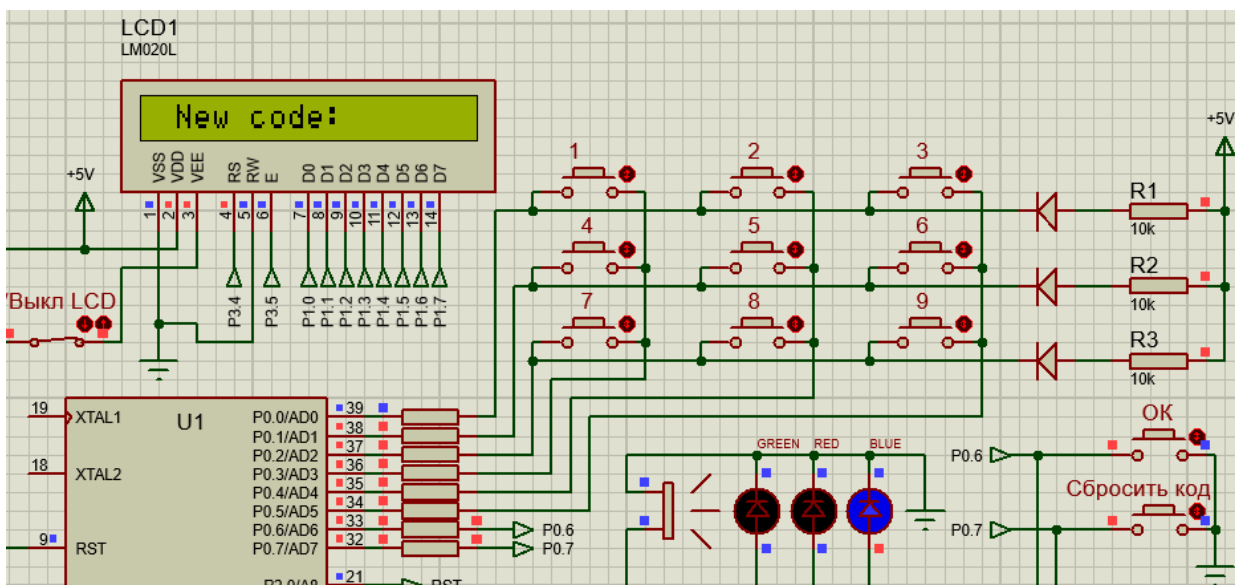 LCD1
LM020L
New code:
+5V
VSS
VDD
VEE
RS
RW
E
D0
D1
D2
D3
D4
D5
D6
D7
1
2
3
4
5
6
7
8
9
10
11
12
13
14
P3.4
P3.5
P1.0
P1.1
P1.2
P1.3
P1.4
P1.5
P1.6
P1.7
/Выкл LCD
1
2
3
4
5
6
7
8
9
+5V
R1
10k
R2
10k
R3
10k
19
XTAL1
18
XTAL2
9
RST
U1
P0.0/AD0
39
P0.1/AD1
38
P0.2/AD2
37
P0.3/AD3
36
P0.4/AD4
35
P0.5/AD5
34
P0.6/AD6
33
P0.7/AD7
32
P0.6
P0.7
21
GREEN
RED
BLUE
P0.6
ОК
Сбросить код
P0.7